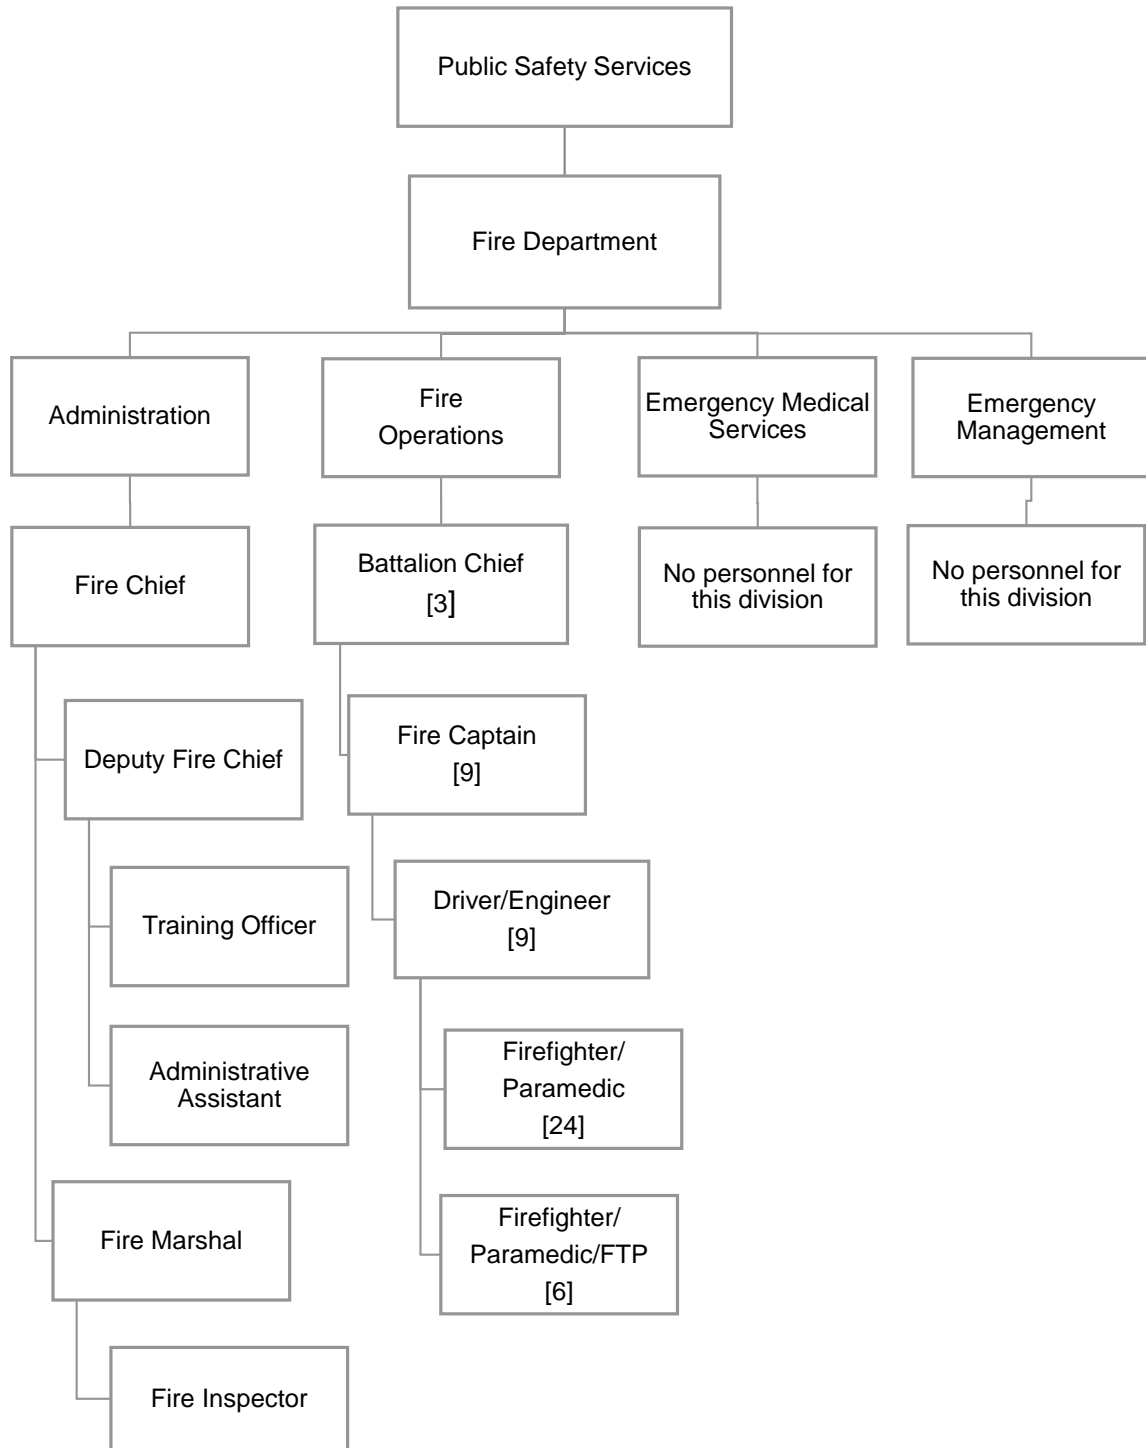 Public Safety Services
Fire Department
Administration
Fire
Operations
Emergency Medical
Services
Emergency
Management
Fire Chief
Battalion Chief
[3]
No personnel for
this division
No personnel for
this division
Deputy Fire Chief
Fire Captain
[9]
Training Officer
Driver/Engineer
[9]
Administrative
Assistant
Firefighter/
Paramedic
[24]
Fire Marshal
Firefighter/
Paramedic/FTP
[6]
Fire Inspector